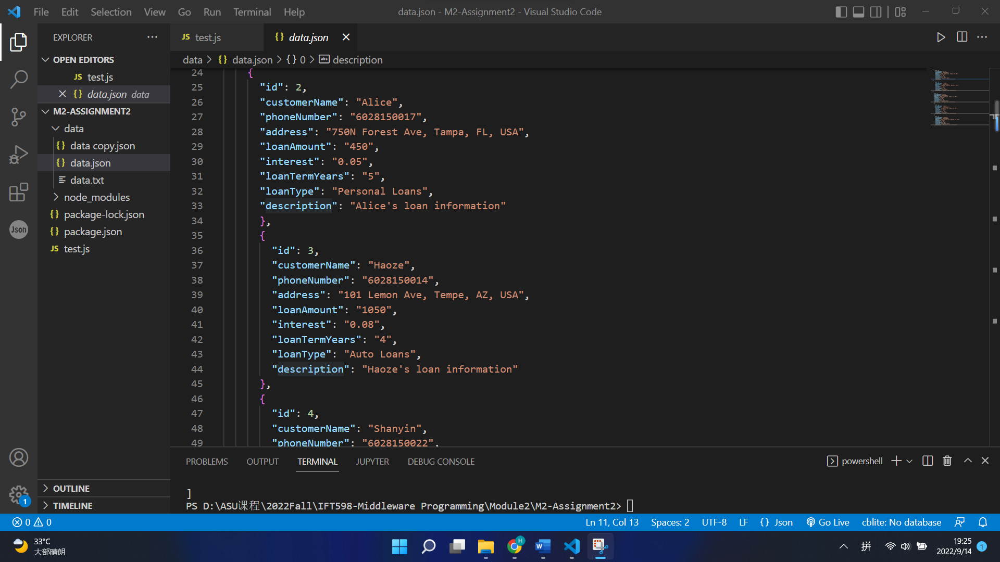 File Edit Selection View Go Run Terminal Help
data.json - M2-Assignment2 - Visual Studio Code
EXPLORER
OPEN EDITORS
JS test.js
{} data.json data
M2-ASSIGNMENT2
data
{} data copy.json
{} data.json
data.txt
node_modules
{} package-lock.json
{} package.json
JS test.js
Json
1
OUTLINE
TIMELINE
JS test.js
{} data.json
data > {} data.json > {} 0 > abc description
24 {
25 "id": 2,
26 "customerName": "Alice",
27 "phoneNumber": "6028150017",
28 "address": "750N Forest Ave, Tampa, FL, USA",
29 "loanAmount": "450",
30 "interest": "0.05",
31 "loanTermYears": "5",
32 "loanType": "Personal Loans",
33 "description": "Alice's loan information"
34 },
35 {
36 "id": 3,
37 "customerName": "Haoze",
38 "phoneNumber": "6028150014",
39 "address": "101 Lemon Ave, Tempe, AZ, USA",
40 "loanAmount": "1050",
41 "interest": "0.08",
42 "loanTermYears": "4",
43 "loanType": "Auto Loans",
44 "description": "Haoze's loan information"
45 },
46 {
47 "id": 4,
48 "customerName": "Shanyin",
49 "phoneNumber": "6028150022",
PROBLEMS OUTPUT TERMINAL JUPYTER DEBUG CONSOLE
powershell
]
PS D:\ASU课程\2022Fall\IFT598-Middleware Programming\Module2\M2-Assignment2>
0 0
Ln 11, Col 13 Spaces: 2 UTF-8 LF {} Json Go Live cblite: No database
33°C
大部晴朗
H
W
拼
19:25
2022/9/14
1